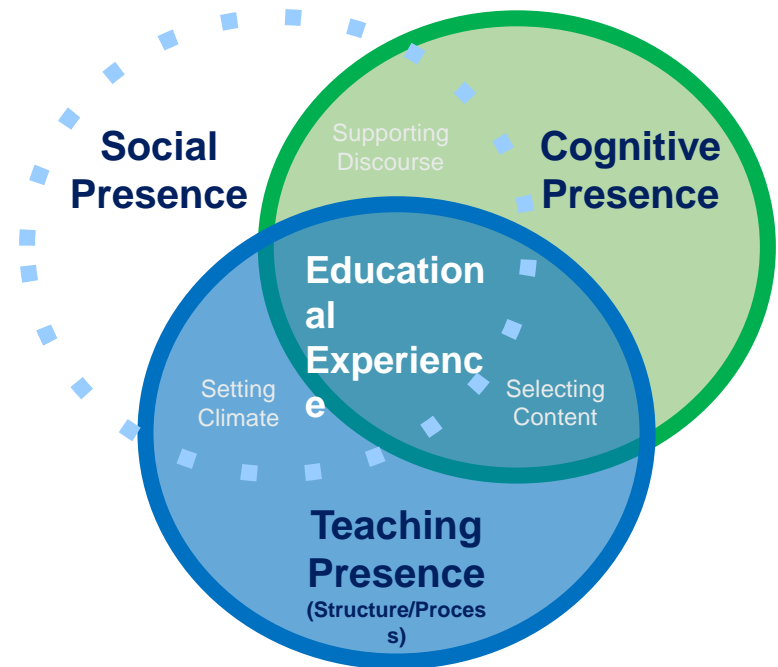 Supporting
Discourse
Social
Presence
Cognitive
Presence
Education
al
Experienc
e
Setting
Climate
Selecting
Content
Teaching
Presence
(Structure/Proces
s)